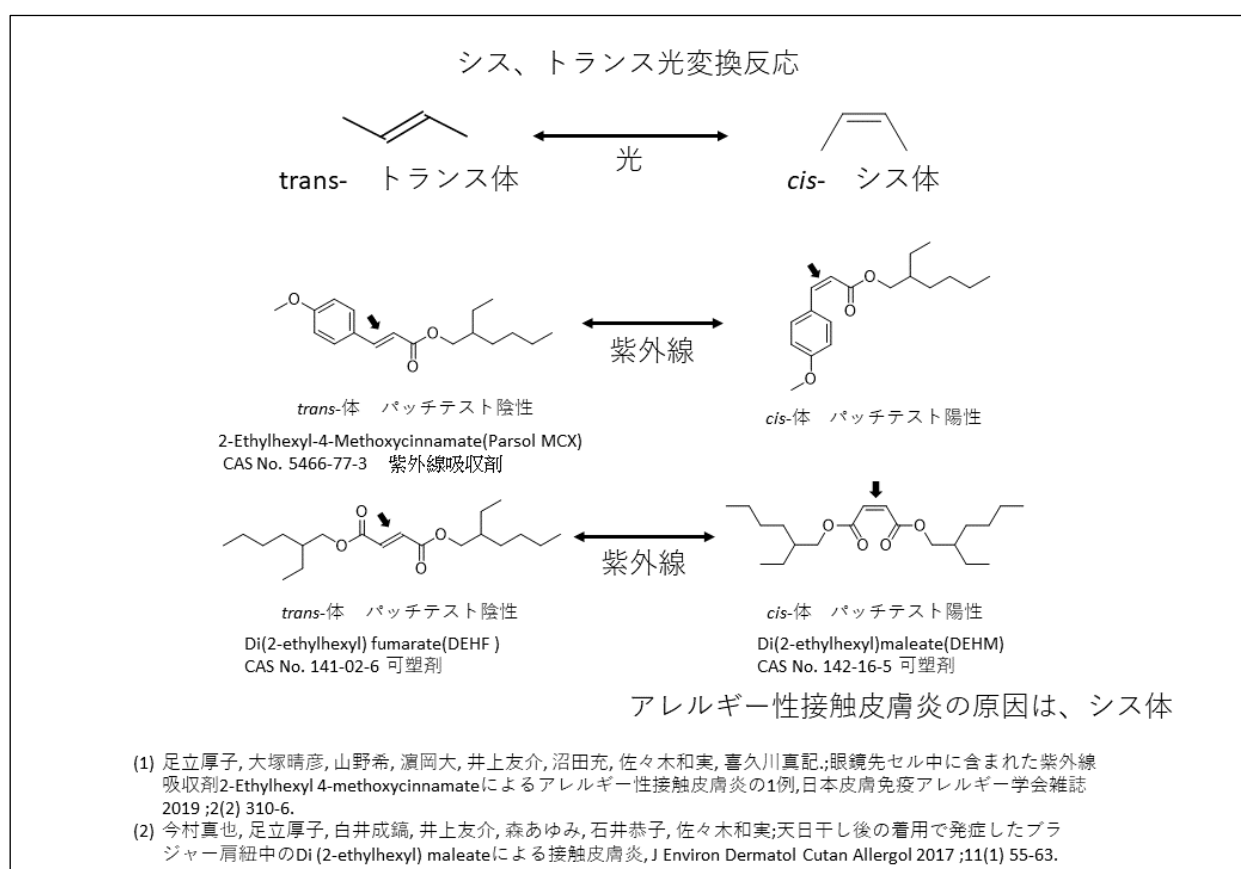 シス、トランス光変換反応
光
trans-　トランス体
cis-　シス体
紫外線
trans-体　パッチテスト陰性
cis-体　パッチテスト陽性
2-Ethylhexyl-4-Methoxycinnamate(Parsol MCX)
CAS No. 5466-77-3　紫外線吸収剤
紫外線
trans-体　パッチテスト陰性
cis-体　パッチテスト陽性
Di(2-ethylhexyl) fumarate(DEHF )
CAS No. 141-02-6 可塑剤
Di(2-ethylhexyl)maleate(DEHM)
CAS No. 142-16-5 可塑剤
アレルギー性接触皮膚炎の原因は、シス体
(1) 足立厚子, 大塚晴彦, 山野希, 濵岡大, 井上友介, 沼田充, 佐々木和実, 喜久川真記.;眼鏡先セル中に含まれた紫外線
吸収剤2-Ethylhexyl 4-methoxycinnamateによるアレルギー性接触皮膚炎の1例,日本皮膚免疫アレルギー学会雑誌
2019 ;2(2) 310-6.
(2) 今村真也, 足立厚子, 白井成鎬, 井上友介, 森あゆみ, 石井恭子, 佐々木和実;天日干し後の着用で発症したブラ
ジャー肩紐中のDi (2-ethylhexyl) maleateによる接触皮膚炎, J Environ Dermatol Cutan Allergol 2017 ;11(1) 55-63.